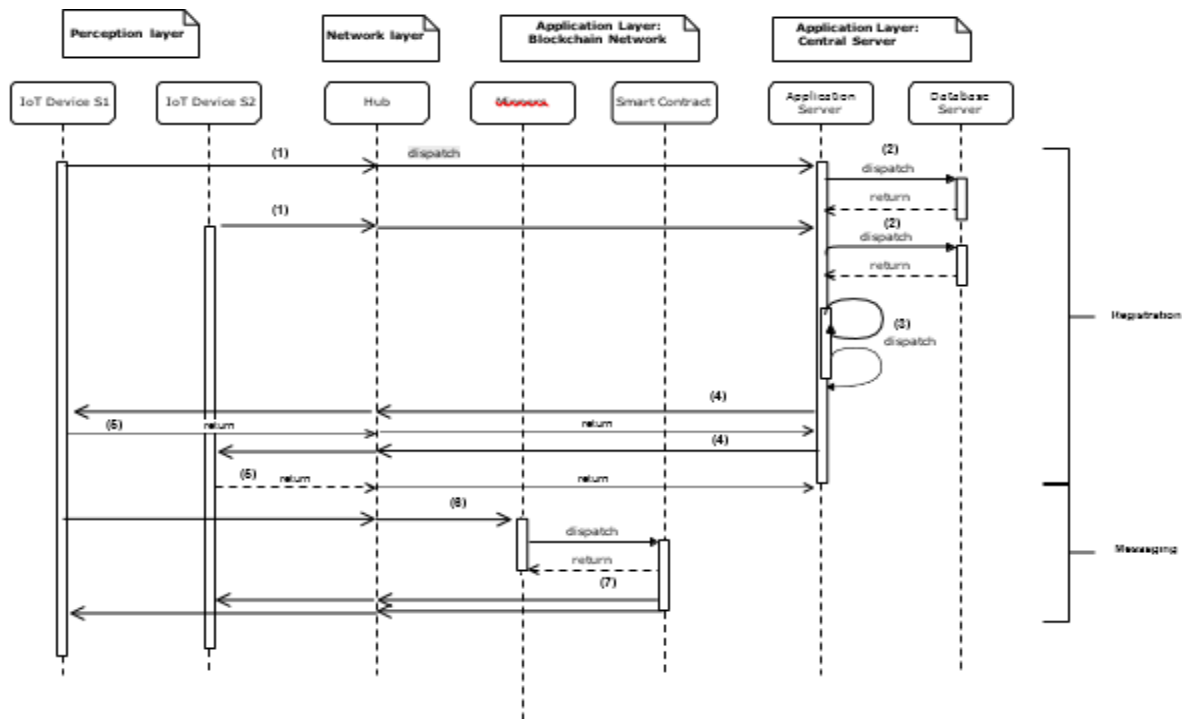 Perception layer
Network layer
Application Layer:
Blockchain Network
Application Layer:
Central Server
IoT Device S1
IoT Device S2
Hub
Smart Contract
Application
Server
Database
Server
(1)
dispatch
(2)
dispatch
return
(1)
(2)
dispatch
return
(3)
dispatch
Registration
(4)
(5)
return
return
(4)
(5)
return
return
(6)
dispatch
return
(7)
Messaging